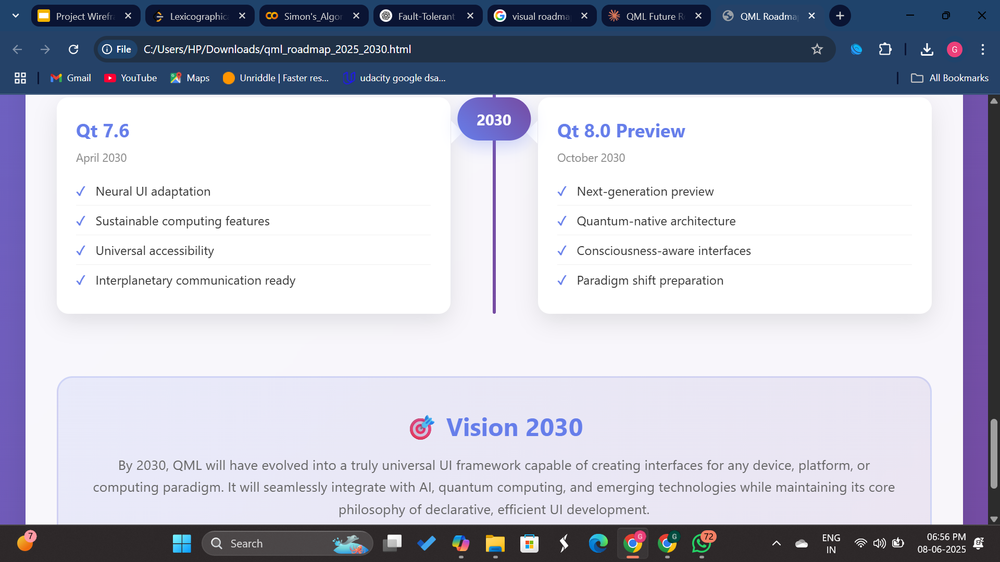 Project Wirefra
Lexicographica
Simon's_Algor
Fault-Tolerant
visual roadma
QML Future R
QML Roadma
File C:/Users/HP/Downloads/qml_roadmap_2025_2030.html
G
Gmail
YouTube
Maps
Unriddle | Faster res...
udacity google dsa...
All Bookmarks
2030
Qt 7.6
April 2030
✓ Neural UI adaptation
✓ Sustainable computing features
✓ Universal accessibility
✓ Interplanetary communication ready
Qt 8.0 Preview
October 2030
✓ Next-generation preview
✓ Quantum-native architecture
✓ Consciousness-aware interfaces
✓ Paradigm shift preparation
🎯 Vision 2030
By 2030, QML will have evolved into a truly universal UI framework capable of creating interfaces for any device, platform, or
computing paradigm. It will seamlessly integrate with AI, quantum computing, and emerging technologies while maintaining its core
philosophy of declarative, efficient UI development.
7
Search
G
G
72
ENG
IN
06:56 PM
08-06-2025